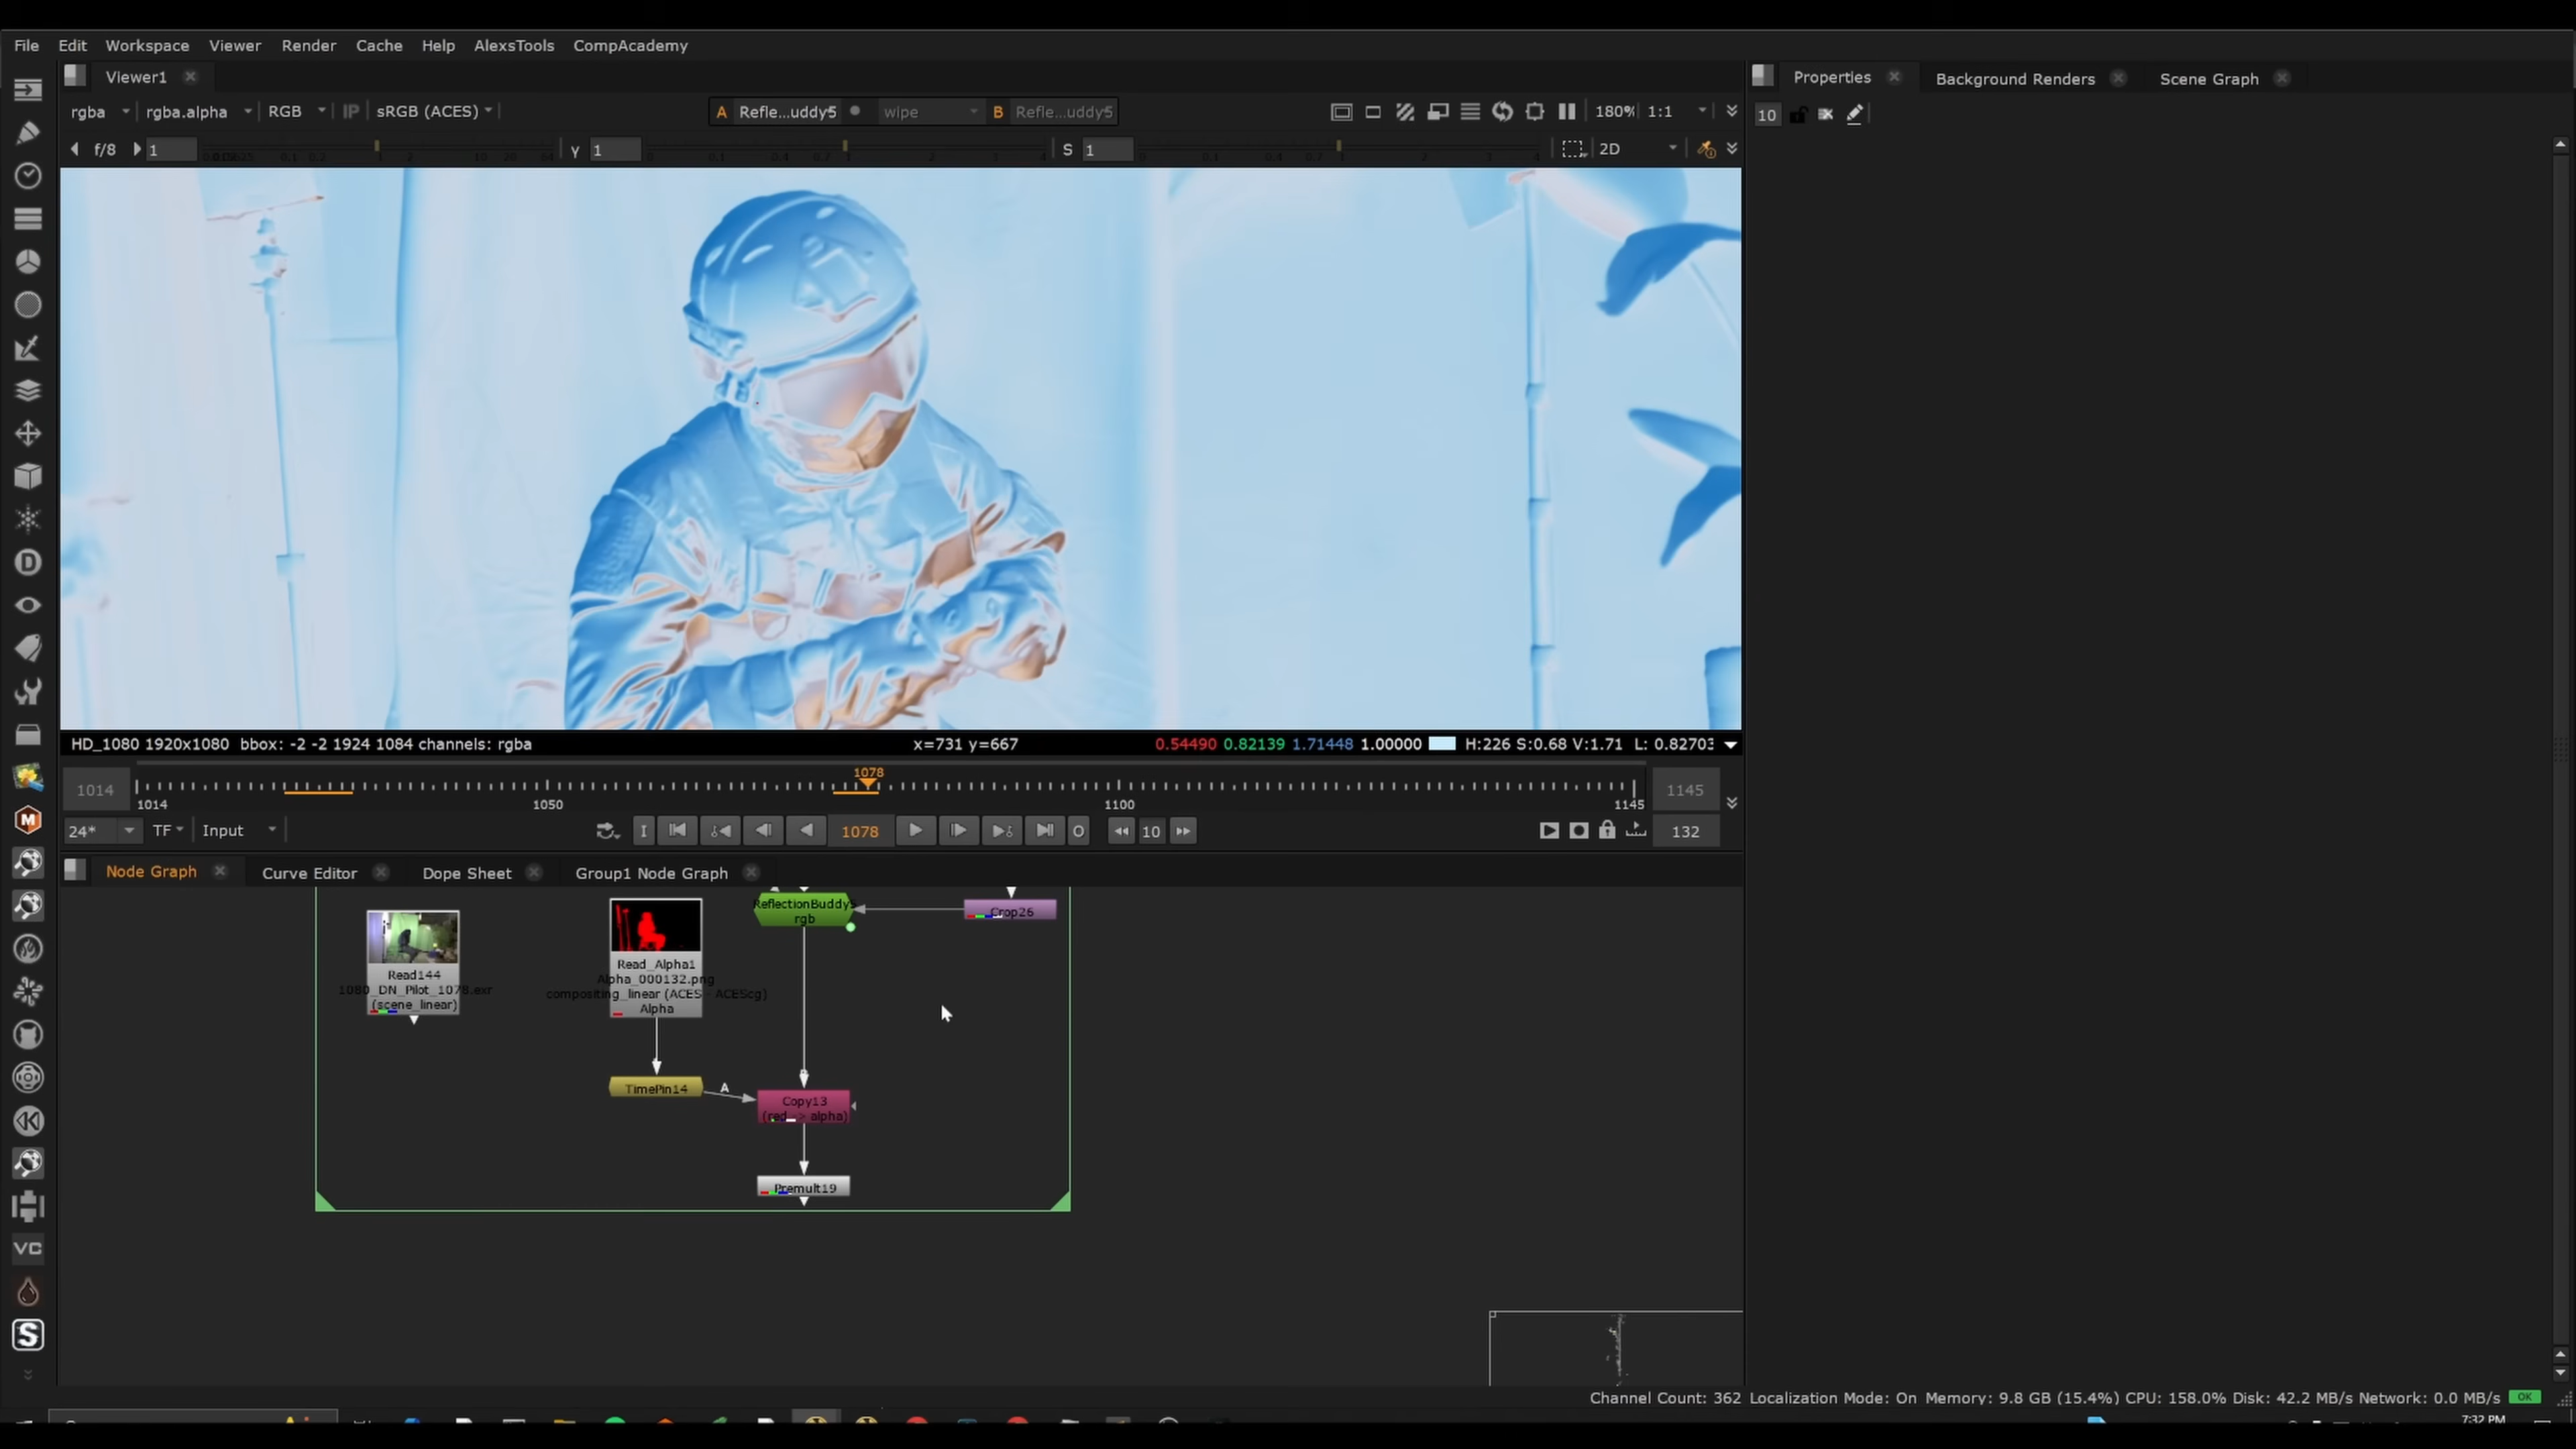 File Edit Workspace Viewer Render Cache Help AlexsTools CompAcademy
Viewer1
Properties Background Renders Scene Graph
rgba rgba.alpha RGB IP sRGB (ACES) A Refle...uddy5 wipe B Refle...uddy5 180% 1:1
10
f/8 1 γ 1 S 1 2D
HD_1080 1920x1080 bbox: -2 -2 1924 1084 channels: rgba x=731 y=667 0.54490 0.82139 1.71448 1.00000 H:226 S:0.68 V:1.71 L: 0.82703
1078
1014 1145
1014 1050 1100 1145
24* TF Input I 1078 O 10 132
Node Graph Curve Editor Dope Sheet Group1 Node Graph
ReflectionBuddy5
rgb
Crop26
Read144
1080_DN_Pilot_1078.exr
(scene_linear)
Read_Alpha1
Alpha_000132.png
compositing_linear (ACES - ACEScg)
Alpha
TimePin14
A
Copy13
(red -> alpha)
Premult19
VC
Channel Count: 362 Localization Mode: On Memory: 9.8 GB (15.4%) CPU: 158.0% Disk: 42.2 MB/s Network: 0.0 MB/s OK
7:32 PM